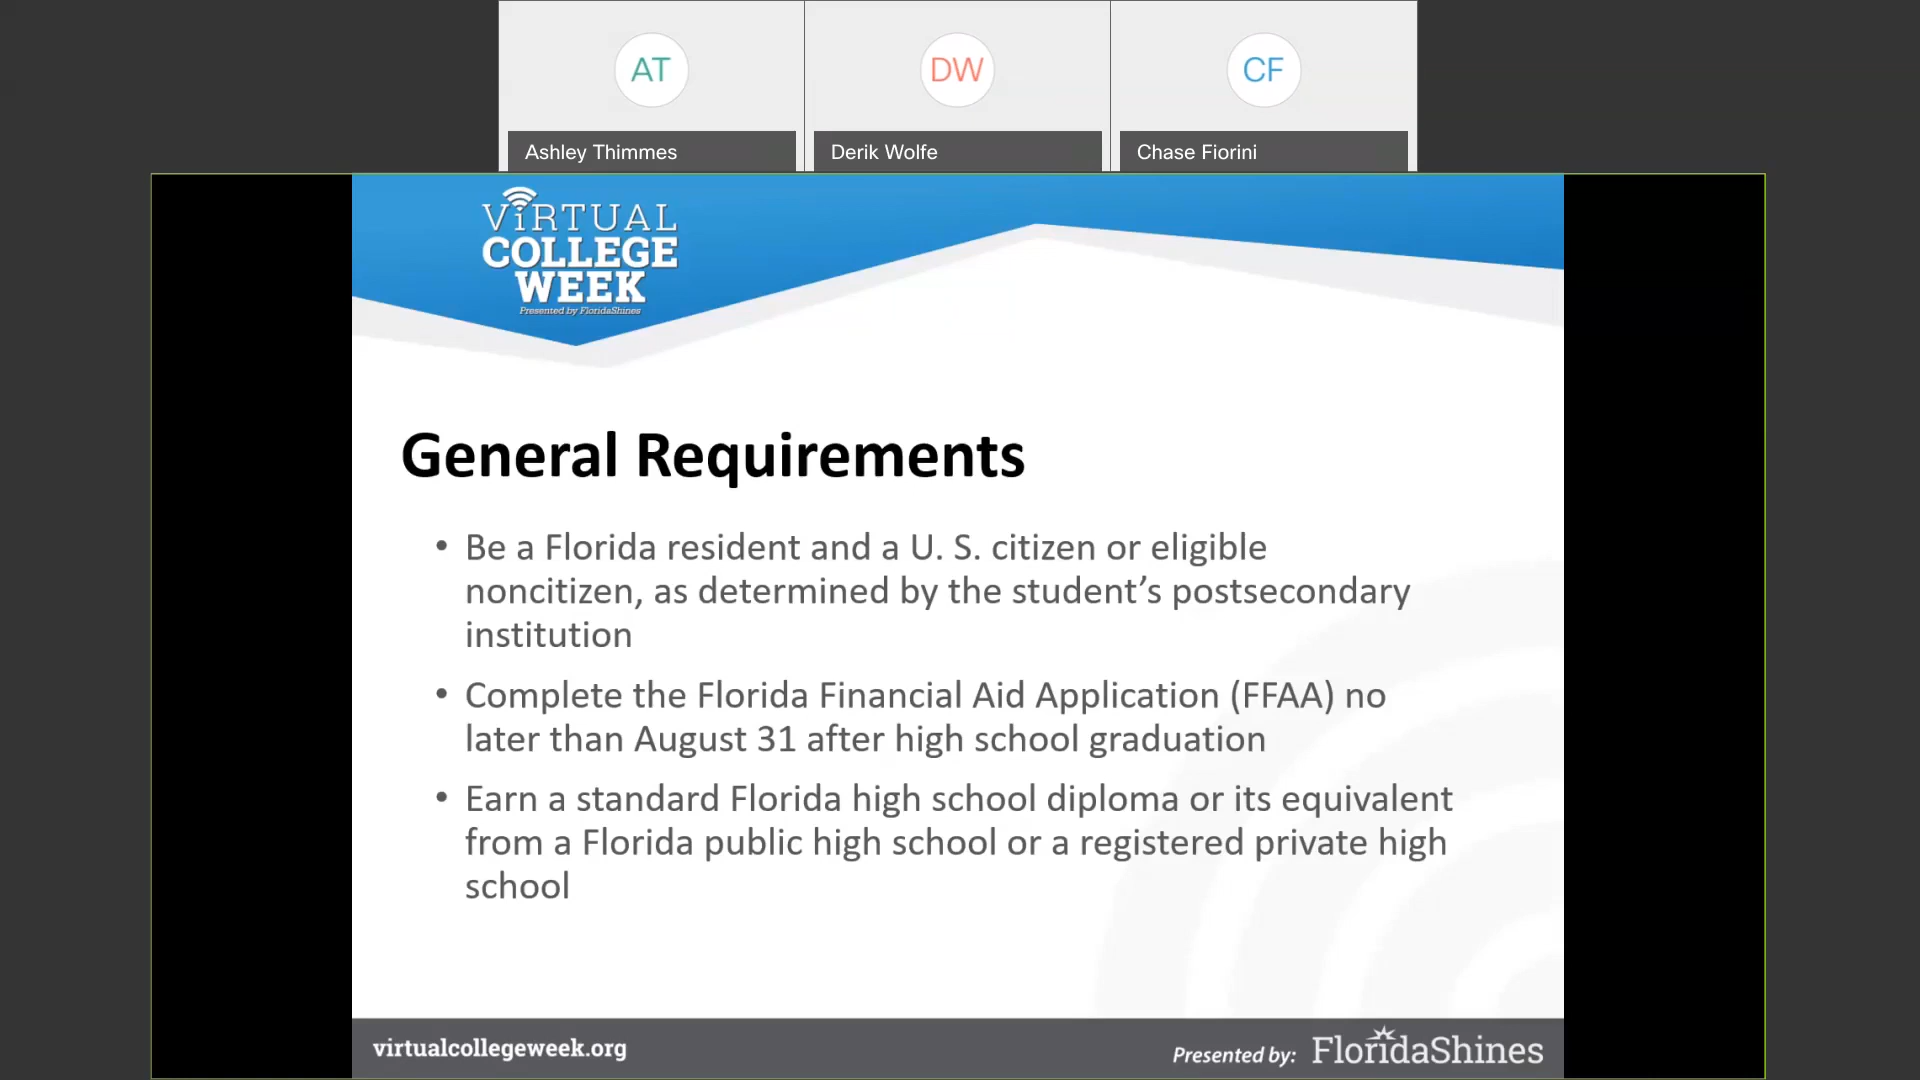 AT
DW
CF
Ashley Thimmes
Derik Wolfe
Chase Fiorini
ViRTUAL
COLLEGE
WEEK
Presented by FloridaShines
General Requirements
• Be a Florida resident and a U. S. citizen or eligible
noncitizen, as determined by the student’s postsecondary
institution
• Complete the Florida Financial Aid Application (FFAA) no
later than August 31 after high school graduation
• Earn a standard Florida high school diploma or its equivalent
from a Florida public high school or a registered private high
school
virtualcollegeweek.org
Presented by: FloridaShines